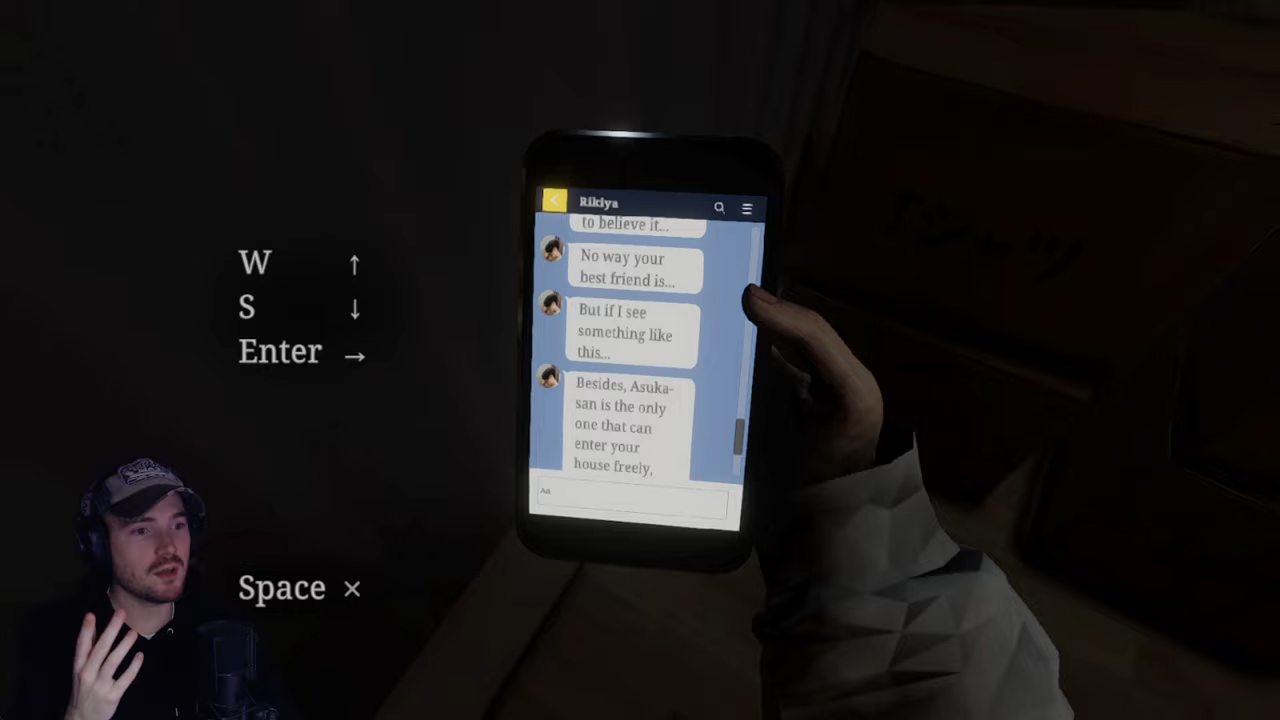 Rikiya
to believe it...
No way your
best friend is...
But if I see
something like
this...
Besides, Asuka-
san is the only
one that can
enter your
house freely,
Aa
W ↑
S ↓
Enter →
Space ×